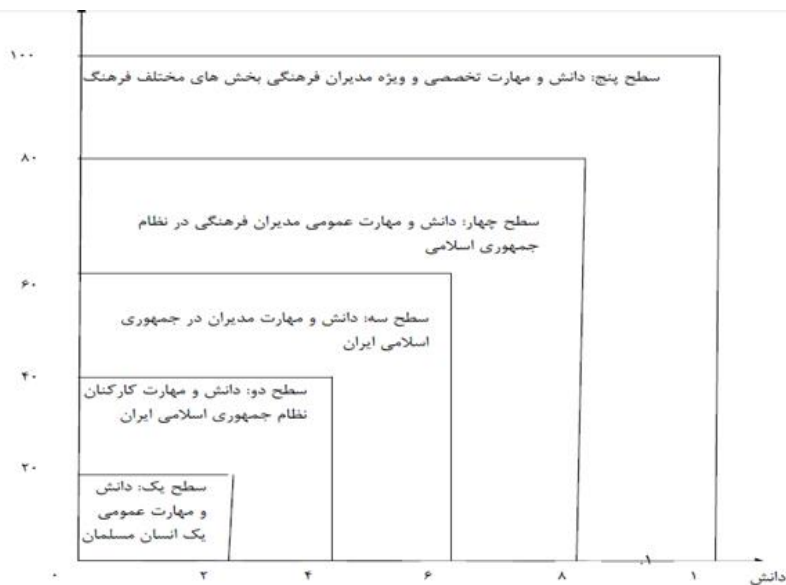 ۱۰۰
سطح پنج: دانش و مهارت تخصصی و ویژه مدیران فرهنگی بخش های مختلف فرهنگ
۸۰
سطح چهار: دانش و مهارت عمومی مدیران فرهنگی در نظام
جمهوری اسلامی
۶۰
سطح سه: دانش و مهارت مدیران در جمهوری
اسلامی ایران
۴۰
سطح دو: دانش و مهارت کارکنان
نظام جمهوری اسلامی ایران
۲۰
سطح یک: دانش
و مهارت عمومی
یک انسان مسلمان
۰ ۲ ۴ ۶ ۸ ۱ دانش